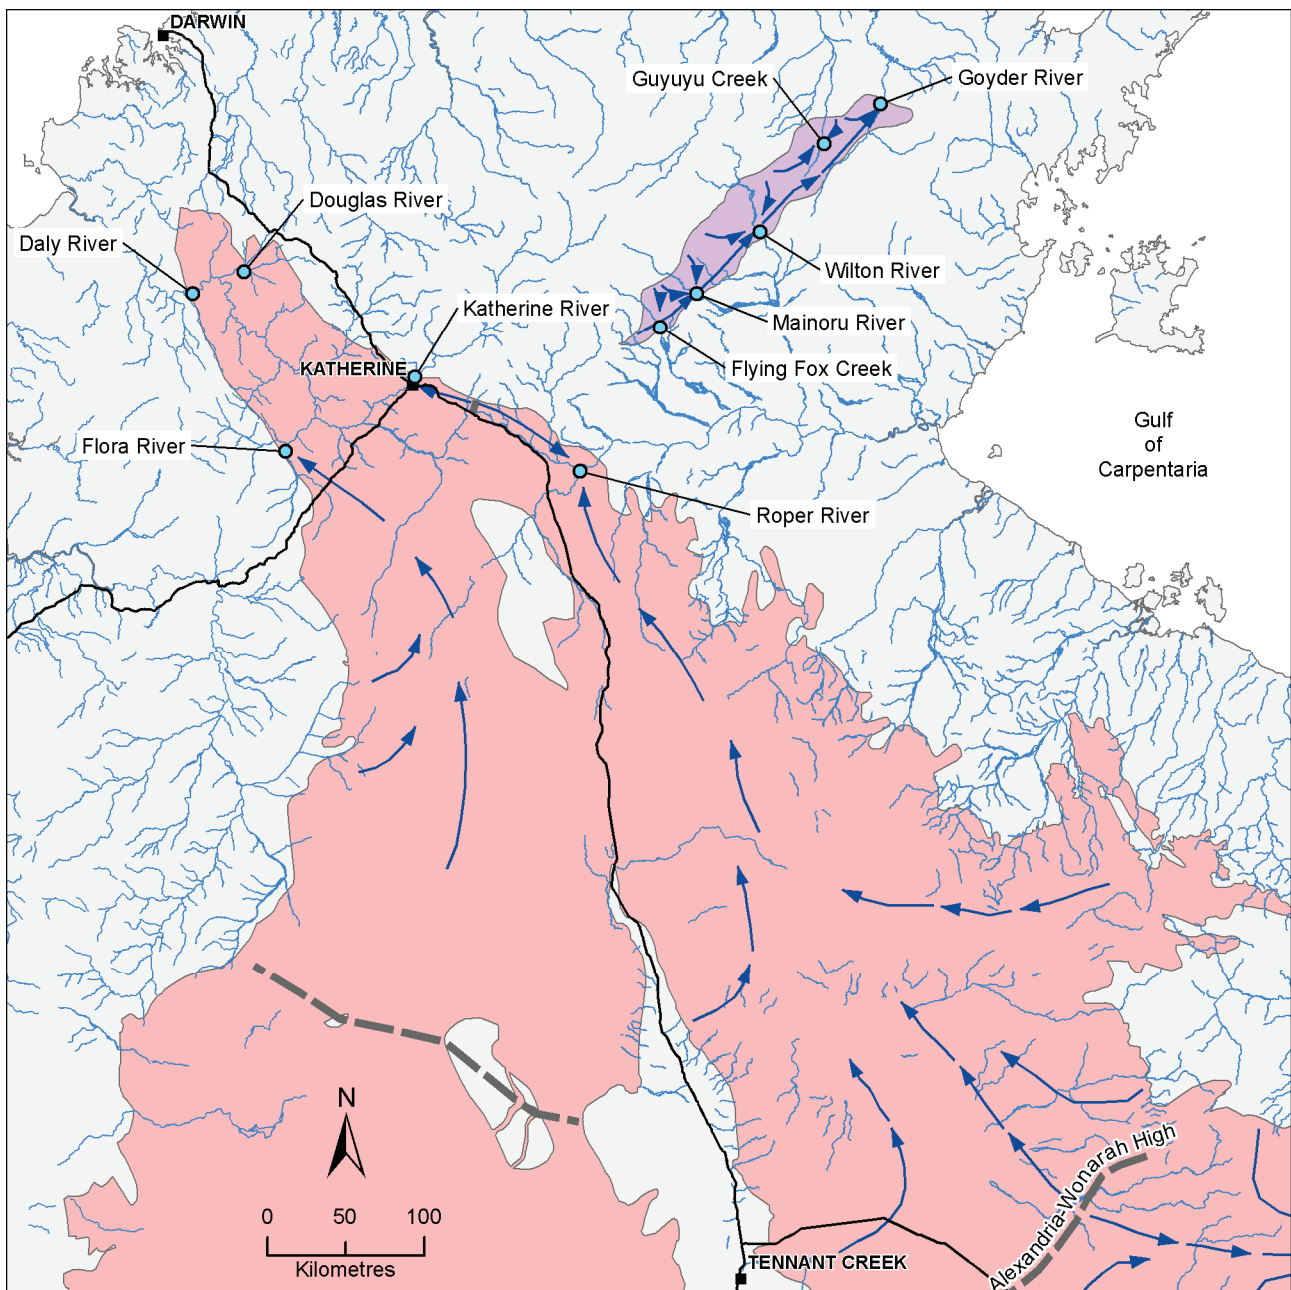 DARWIN
Guyuyu Creek
Goyder River
Douglas River
Daly River
Wilton River
Katherine River
Mainoru River
KATHERINE
Flying Fox Creek
Gulf
of
Carpentaria
Flora River
Roper River
N
0 50 100
Kilometres
Alexandria-Wonarah High
TENNANT CREEK